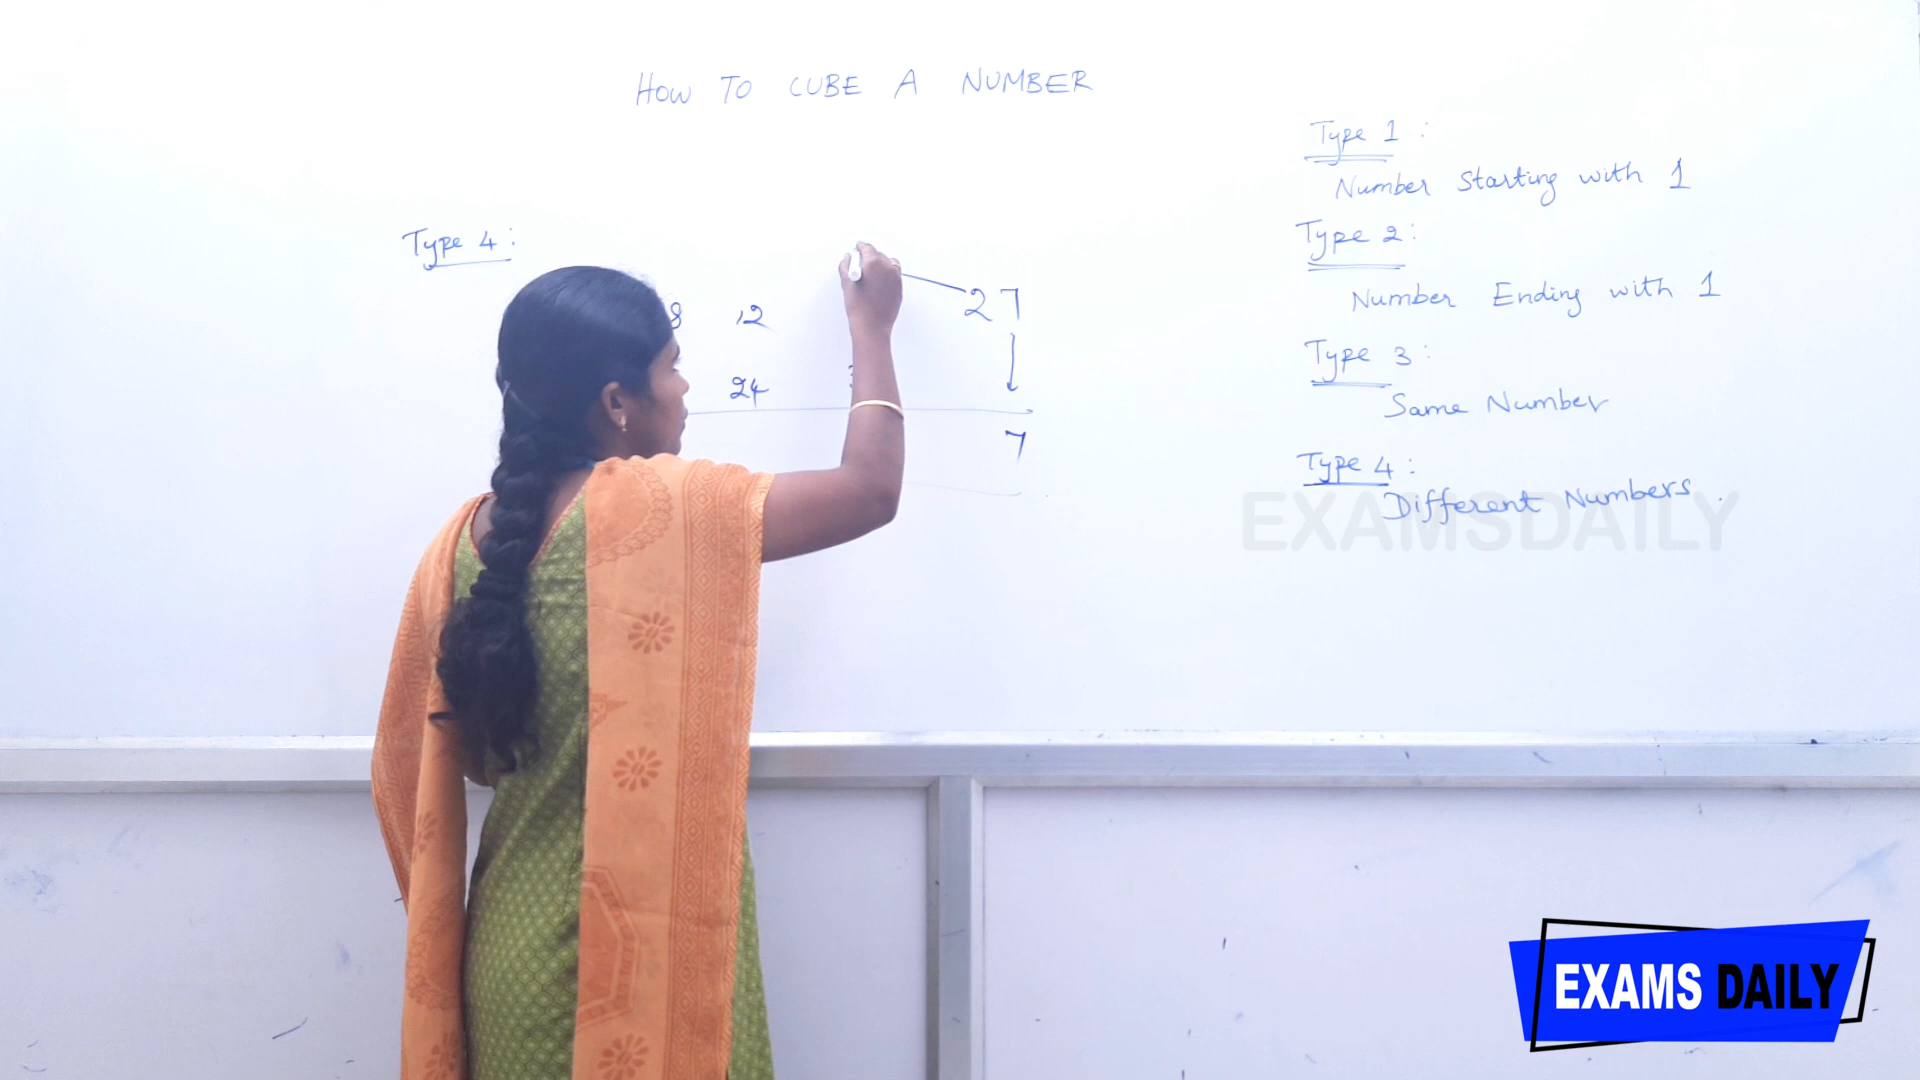 HOW TO CUBE A NUMBER
Type 4 :
8 12 27
24
7
Type 1 :
Number Starting with 1
Type 2 :
Number Ending with 1
Type 3 :
Same Number
Type 4 :
Different Numbers.
EXAMSDAILY
EXAMS DAILY